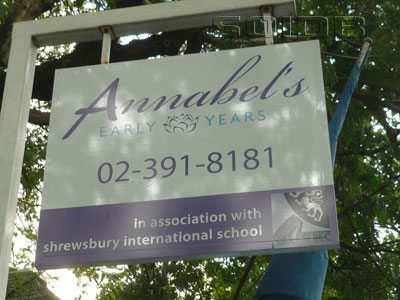 Annabel's
EARLY YEARS
02-391-8181
in association with
shrewsbury international school